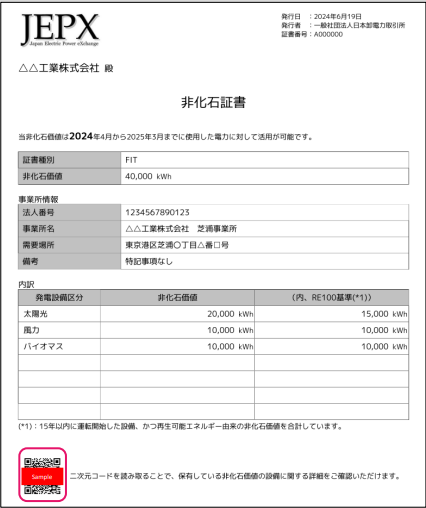 JEPX
Japan Electric Power eXchange
発行日 ：2024年6月19日
発行者 ：一般社団法人日本卸電力取引所
証書番号：A000000
△△工業株式会社 殿
非化石証書
当非化石価値は2024年4月から2025年3月までに使用した電力に対して活用が可能です。
証書種別 FIT
非化石価値 40,000 kWh
事業所情報
法人番号 1234567890123
事業所名 △△工業株式会社 芝浦事業所
需要場所 東京港区芝浦〇丁目△番□号
備考 特記事項なし
内訳
発電設備区分 非化石価値 (内、RE100基準(*1))
太陽光 20,000 kWh 15,000 kWh
風力 10,000 kWh 10,000 kWh
バイオマス 10,000 kWh 10,000 kWh
(*1)：15年以内に運転開始した設備、かつ再生可能エネルギー由来の非化石価値を合計しています。
Sample
二次元コードを読み取ることで、保有している非化石価値の設備に関する詳細をご確認いただけます。